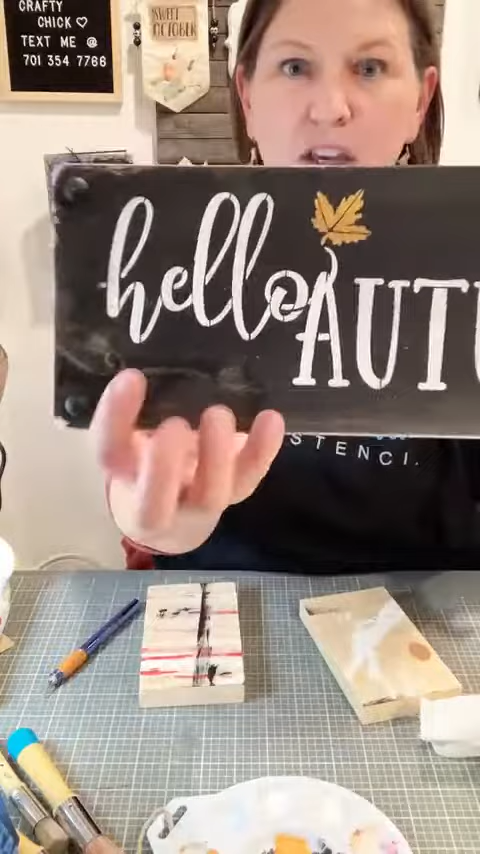 CRAFTY
CHICK ♡
TEXT ME @
701 354 7766
SWEET
OCTOBER
hello
AUTU
STENCI.